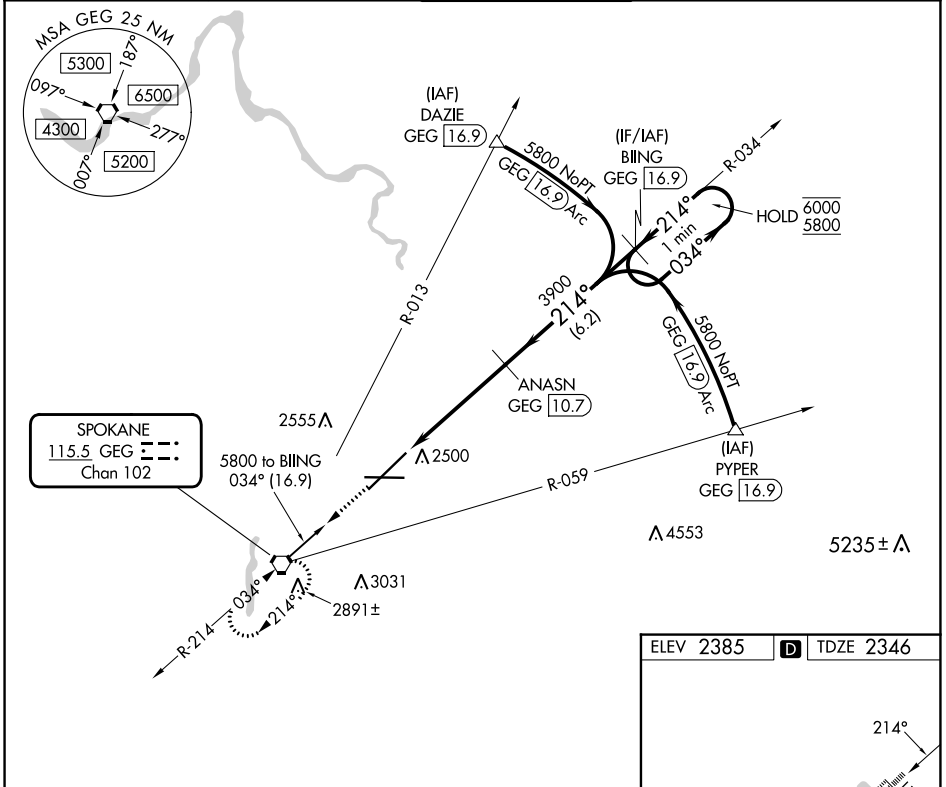 MSA GEG 25 NM
5300
187°
097°
6500
4300
277°
007°
5200
(IAF)
DAZIE
GEG 16.9
5800 NoPT
GEG 16.9 Arc
(IF/IAF)
BIING
GEG 16.9
R-034
214°
1 min
034°
HOLD 6000
5800
R-013
3900
214°
(6.2)
5800 NoPT
GEG 16.9 Arc
ANASN
GEG 10.7
(IAF)
PYPER
GEG 16.9
2555
2500
SPOKANE
115.5 GEG
Chan 102
5800 to BIING
034° (16.9)
R-059
4553
5235±
3031
2891±
034°
214°
R-214
ELEV 2385 D TDZE 2346
214°